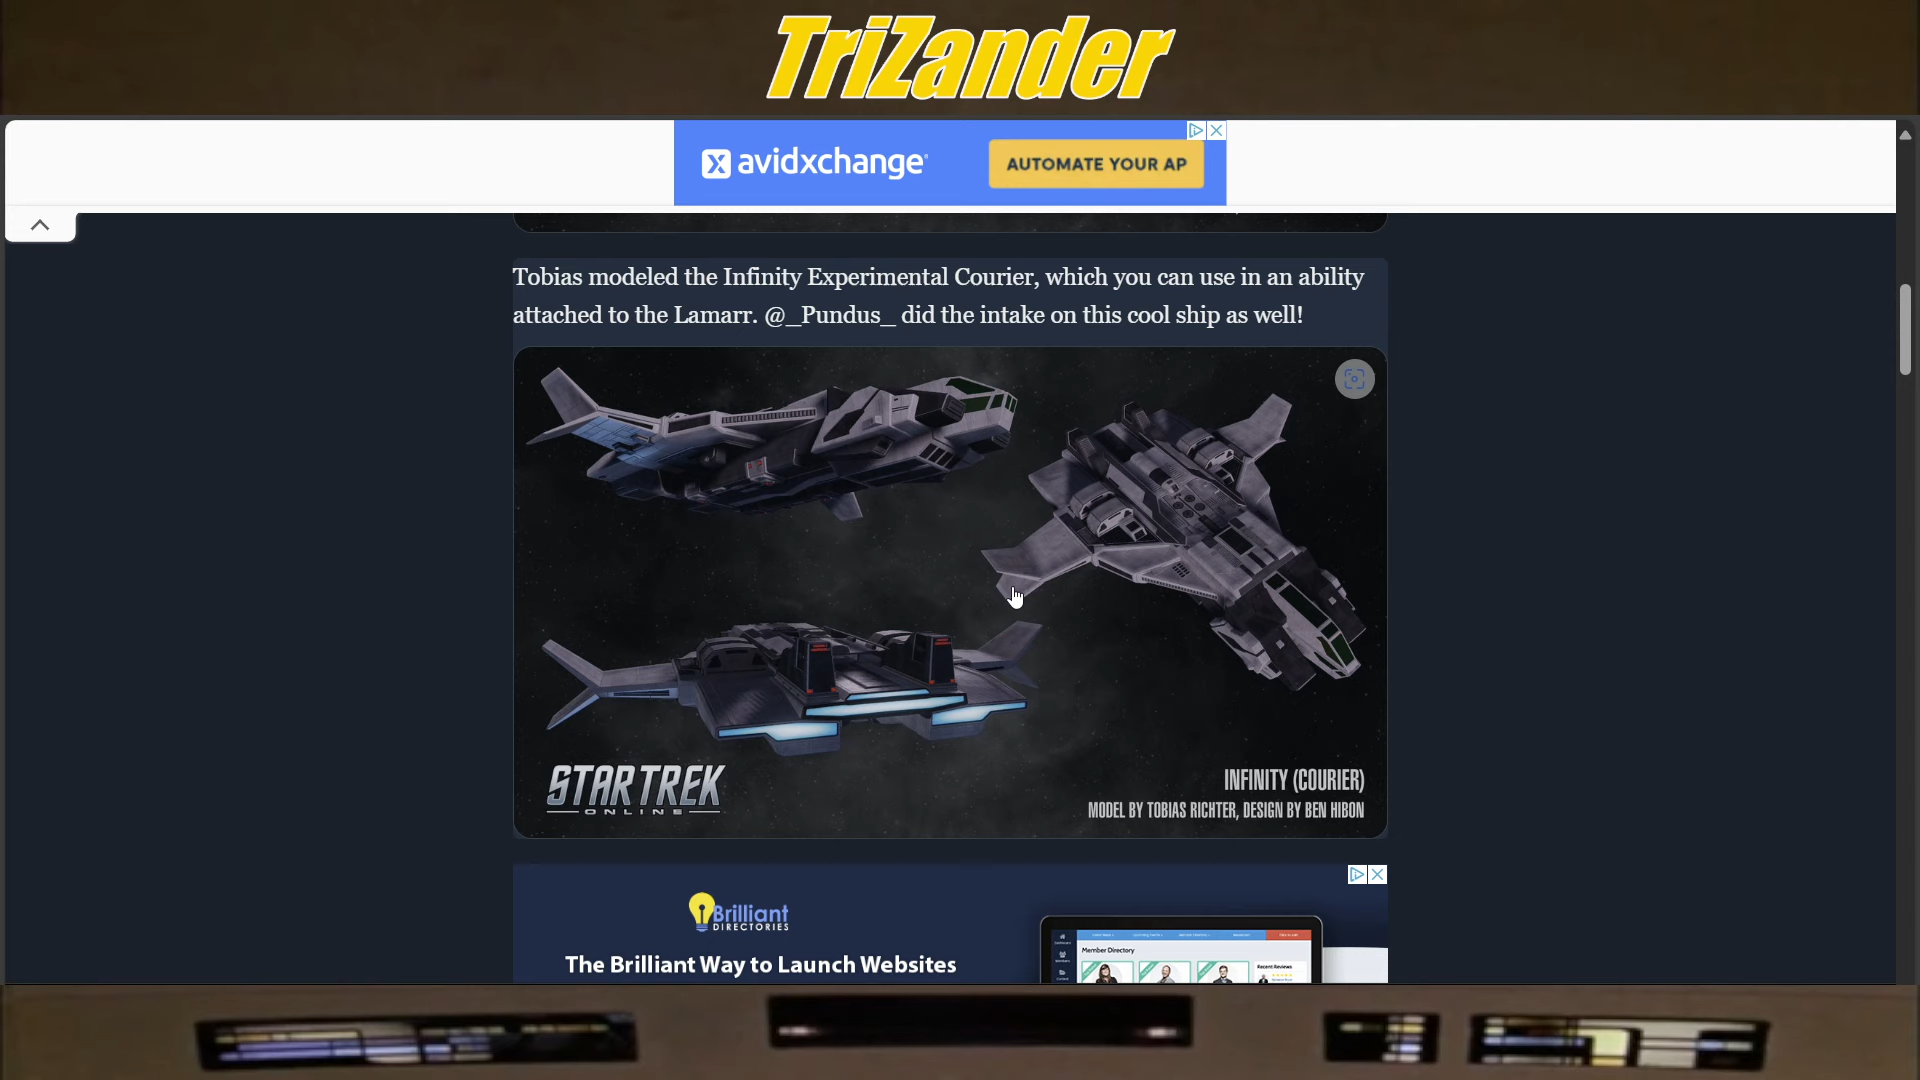 TriZander
avidxchange
AUTOMATE YOUR AP
Tobias modeled the Infinity Experimental Courier, which you can use in an ability
attached to the Lamarr. @_Pundus_ did the intake on this cool ship as well!
STAR TREK
ONLINE
INFINITY (COURIER)
MODEL BY TOBIAS RICHTER, DESIGN BY BEN HIBON
Brilliant
DIRECTORIES
The Brilliant Way to Launch Websites
Member Directory
Recent Reviews